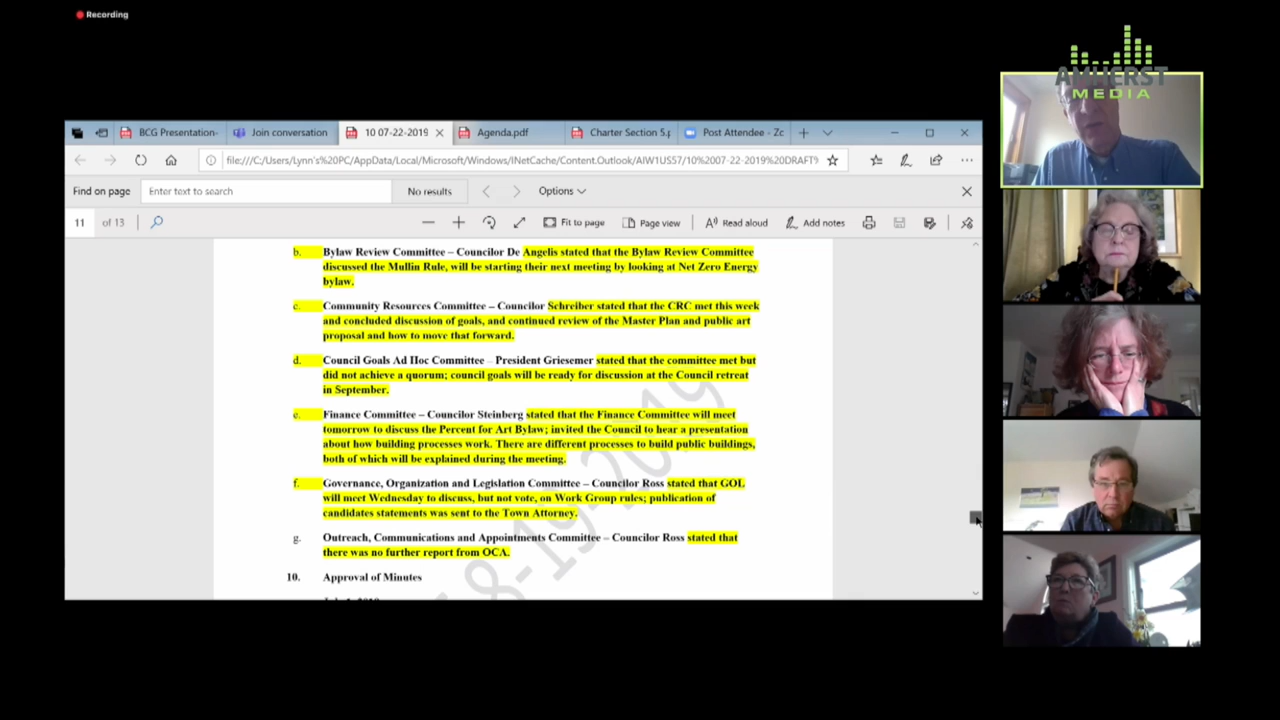 Recording
AMHERST
MEDIA
BCG Presentation-
Join conversation
10 07-22-2019
Agenda.pdf
Charter Section 5.p
Post Attendee - Zc
file:///C:/Users/Lynn's%20PC/AppData/Local/Microsoft/Windows/INetCache/Content.Outlook/AIW1US57/10%2007-22-2019%20DRAFT%
Find on page
Enter text to search
No results
Options
11 of 13
Fit to page
Page view
Read aloud
Add notes
b. Bylaw Review Committee – Councilor De Angelis stated that the Bylaw Review Committee
discussed the Mullin Rule, will be starting their next meeting by looking at Net Zero Energy
bylaw.
c. Community Resources Committee – Councilor Schreiber stated that the CRC met this week
and concluded discussion of goals, and continued review of the Master Plan and public art
proposal and how to move that forward.
d. Council Goals Ad Hoc Committee – President Griesemer stated that the committee met but
did not achieve a quorum; council goals will be ready for discussion at the Council retreat
in September.
e. Finance Committee – Councilor Steinberg stated that the Finance Committee will meet
tomorrow to discuss the Percent for Art Bylaw; invited the Council to hear a presentation
about how building processes work. There are different processes to build public buildings,
both of which will be explained during the meeting.
f. Governance, Organization and Legislation Committee – Councilor Ross stated that GOL
will meet Wednesday to discuss, but not vote, on Work Group rules; publication of
candidates statements was sent to the Town Attorney.
g. Outreach, Communications and Appointments Committee – Councilor Ross stated that
there was no further report from OCA.
10. Approval of Minutes
8-19-2019